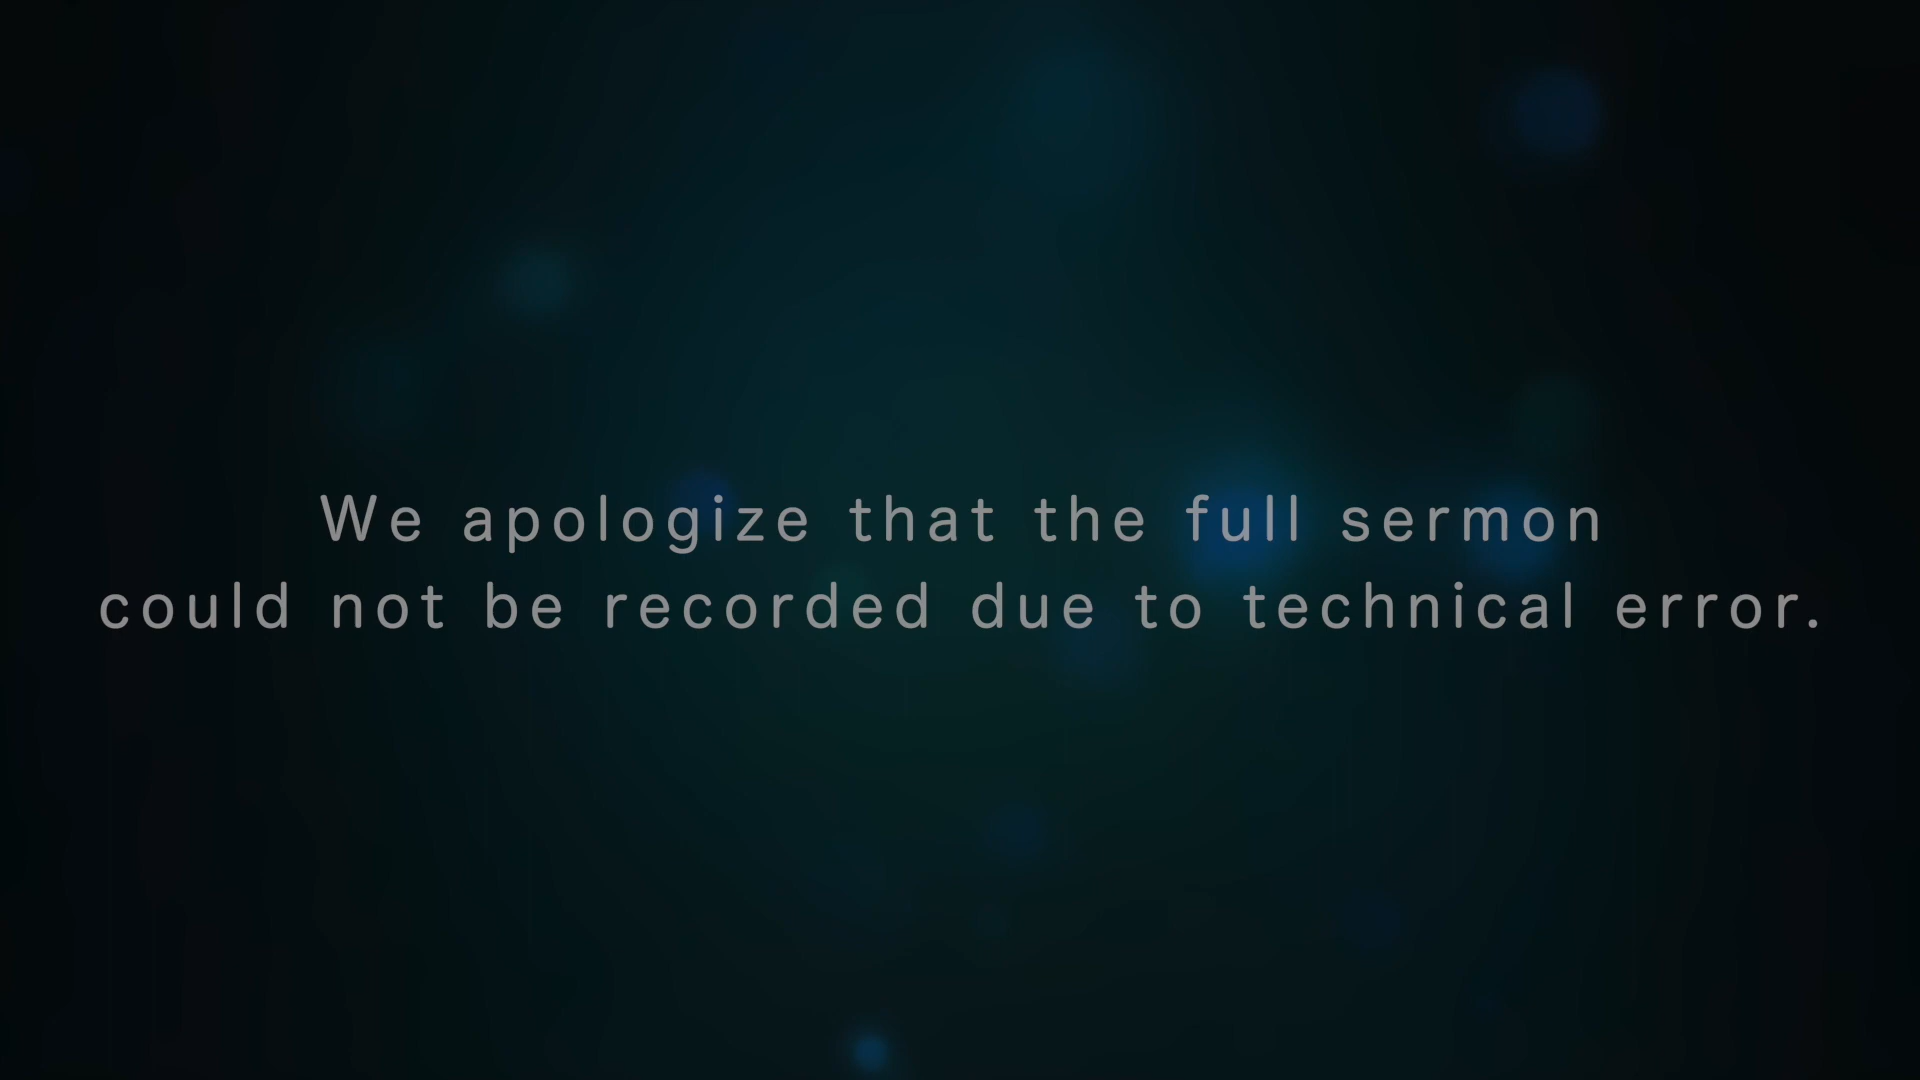 We apologize that the full sermon
could not be recorded due to technical error.